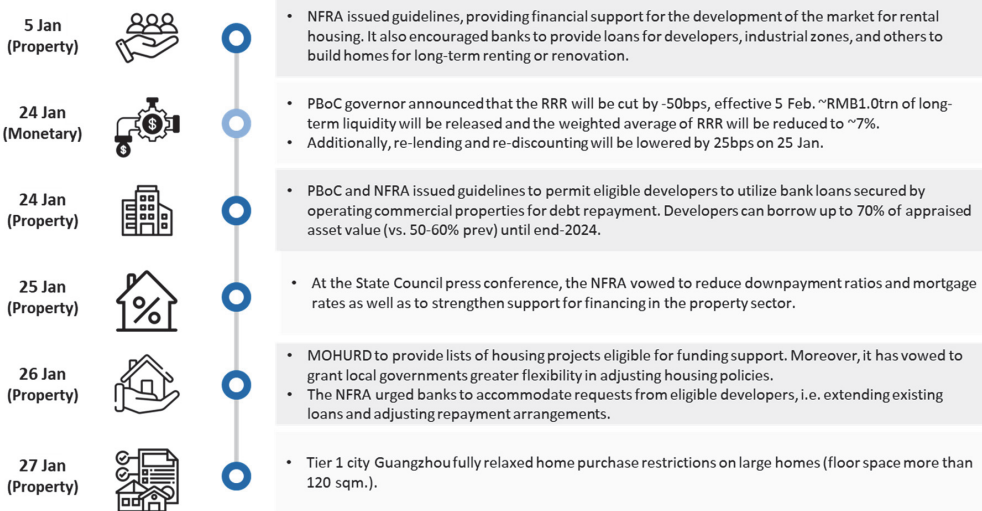 5 Jan
(Property)
• NFRA issued guidelines, providing financial support for the development of the market for rental
housing. It also encouraged banks to provide loans for developers, industrial zones, and others to
build homes for long-term renting or renovation.
24 Jan
(Monetary)
• PBoC governor announced that the RRR will be cut by -50bps, effective 5 Feb. ~RMB1.0trn of long-
term liquidity will be released and the weighted average of RRR will be reduced to ~7%.
• Additionally, re-lending and re-discounting will be lowered by 25bps on 25 Jan.
24 Jan
(Property)
• PBoC and NFRA issued guidelines to permit eligible developers to utilize bank loans secured by
operating commercial properties for debt repayment. Developers can borrow up to 70% of appraised
asset value (vs. 50-60% prev) until end-2024.
25 Jan
(Property)
• At the State Council press conference, the NFRA vowed to reduce downpayment ratios and mortgage
rates as well as to strengthen support for financing in the property sector.
26 Jan
(Property)
• MOHURD to provide lists of housing projects eligible for funding support. Moreover, it has vowed to
grant local governments greater flexibility in adjusting housing policies.
• The NFRA urged banks to accommodate requests from eligible developers, i.e. extending existing
loans and adjusting repayment arrangements.
27 Jan
(Property)
• Tier 1 city Guangzhou fully relaxed home purchase restrictions on large homes (floor space more than
120 sqm.).